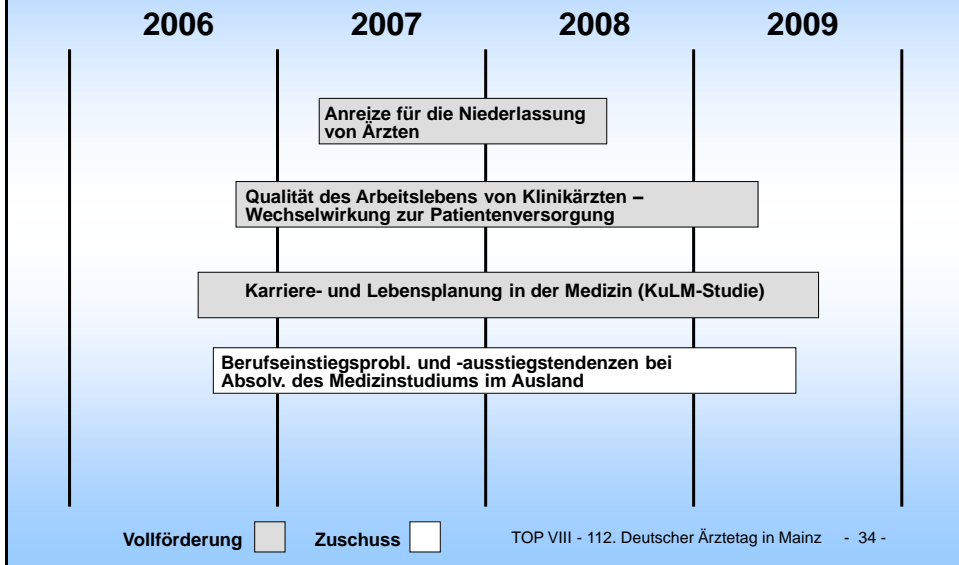 2006 2007 2008 2009
Anreize für die Niederlassung
von Ärzten
Qualität des Arbeitslebens von Klinikärzten –
Wechselwirkung zur Patientenversorgung
Karriere- und Lebensplanung in der Medizin (KuLM-Studie)
Berufseinstiegsprobl. und -ausstiegstendenzen bei
Absolv. des Medizinstudiums im Ausland
Vollförderung Zuschuss TOP VIII - 112. Deutscher Ärztetag in Mainz - 34 -